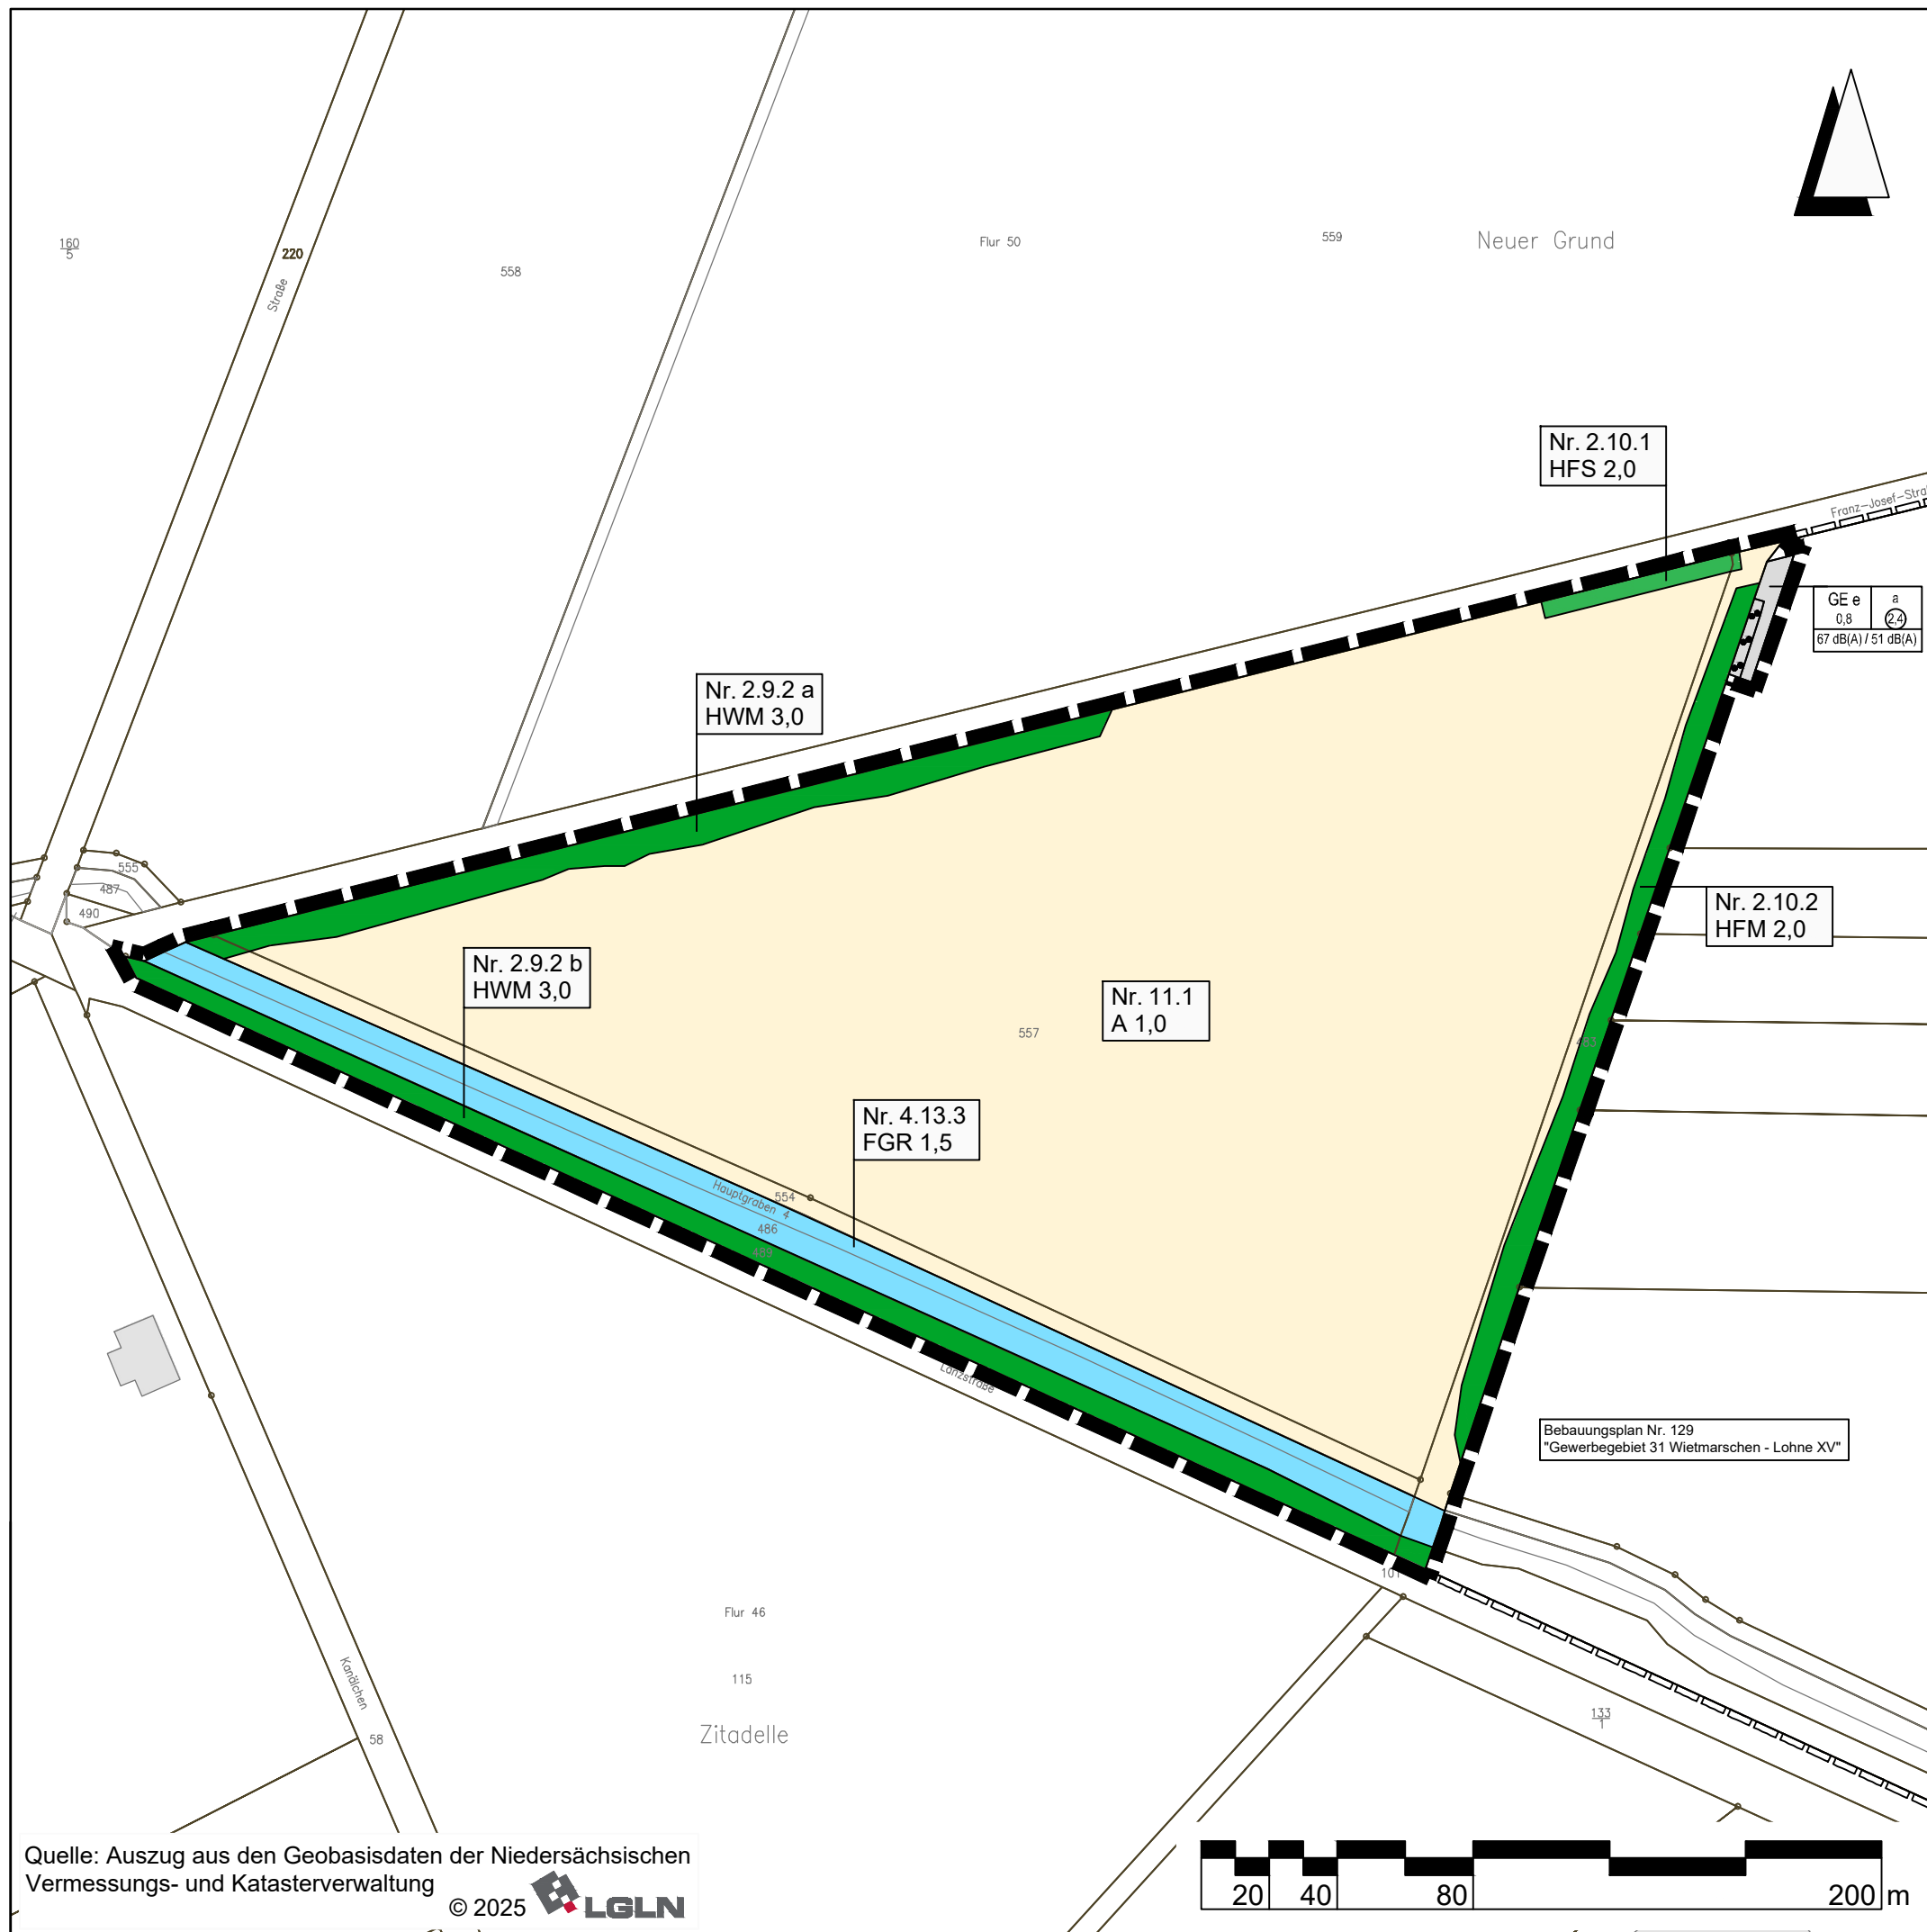 160
5
220
Straße
558
Flur 50
559
Neuer Grund
Nr. 2.10.1
HFS 2,0
GE e
a
0,8
2,4
67 dB(A) / 51 dB(A)
Nr. 2.9.2 a
HWM 3,0
555
487
490
Nr. 2.10.2
HFM 2,0
Nr. 2.9.2 b
HWM 3,0
Nr. 11.1
A 1,0
557
483
Nr. 4.13.3
FGR 1,5
Hauptgraben 4
554
486
489
Lanzstraße
Bebauungsplan Nr. 129
"Gewerbegebiet 31 Wietmarschen - Lohne XV"
101
Flur 46
115
Zitadelle
Kanälchen
58
133
1
Quelle: Auszug aus den Geobasisdaten der Niedersächsischen
Vermessungs- und Katasterverwaltung
© 2025 LGLN
20 40 80 200 m